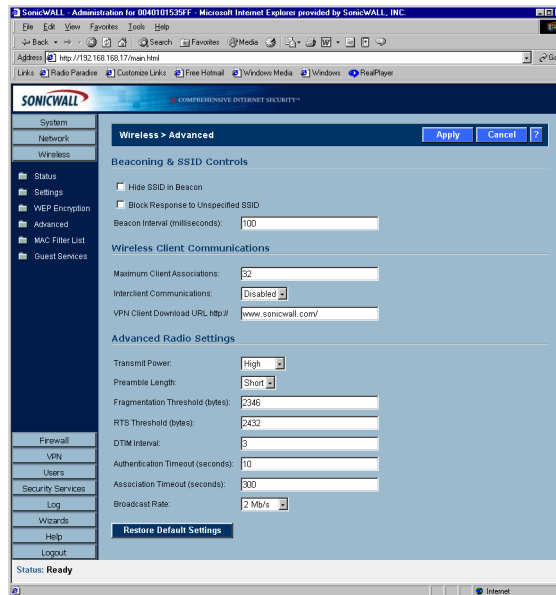 SonicWALL - Administration for 0040101535FF - Microsoft Internet Explorer provided by SonicWALL, INC.
File Edit View Favorites Tools Help
Back Search Favorites Media
Address http://192.168.168.17/main.html Go
Links Radio Paradise Customize Links Free Hotmail Windows Media Windows RealPlayer
SONICWALL COMPREHENSIVE INTERNET SECURITY™
System
Network
Wireless
Status
Settings
WEP Encryption
Advanced
MAC Filter List
Guest Services
Firewall
VPN
Users
Security Services
Log
Wizards
Help
Logout
Wireless > Advanced Apply Cancel ?
Beaconing & SSID Controls
Hide SSID in Beacon
Block Response to Unspecified SSID
Beacon Interval (milliseconds): 100
Wireless Client Communications
Maximum Client Associations: 32
Interclient Communications: Disabled
VPN Client Download URL http:// www.sonicwall.com/
Advanced Radio Settings
Transmit Power: High
Preamble Length: Short
Fragmentation Threshold (bytes): 2346
RTS Threshold (bytes): 2432
DTIM Interval: 3
Authentication Timeout (seconds): 10
Association Timeout (seconds): 300
Broadcast Rate: 2 Mb/s
Restore Default Settings
Status: Ready
Internet